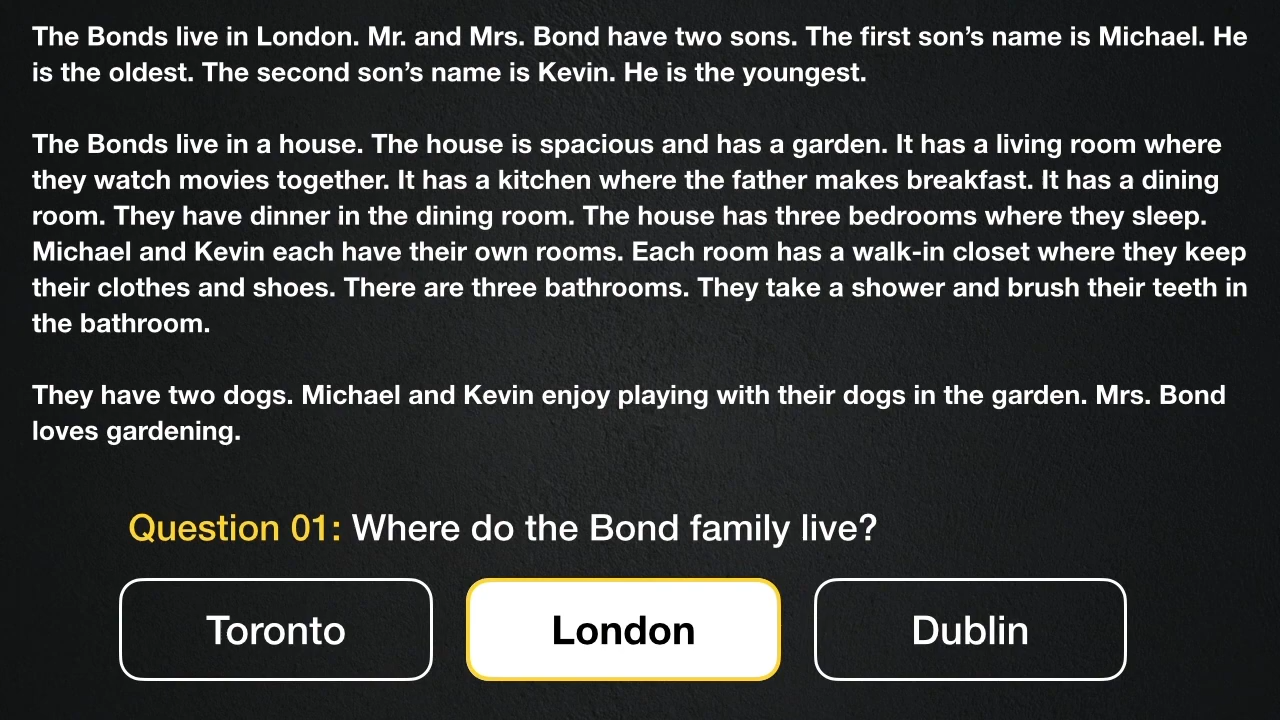 The Bonds live in London. Mr. and Mrs. Bond have two sons. The first son’s name is Michael. He
is the oldest. The second son’s name is Kevin. He is the youngest.
The Bonds live in a house. The house is spacious and has a garden. It has a living room where
they watch movies together. It has a kitchen where the father makes breakfast. It has a dining
room. They have dinner in the dining room. The house has three bedrooms where they sleep.
Michael and Kevin each have their own rooms. Each room has a walk-in closet where they keep
their clothes and shoes. There are three bathrooms. They take a shower and brush their teeth in
the bathroom.
They have two dogs. Michael and Kevin enjoy playing with their dogs in the garden. Mrs. Bond
loves gardening.
Question 01: Where do the Bond family live?
Toronto
London
Dublin